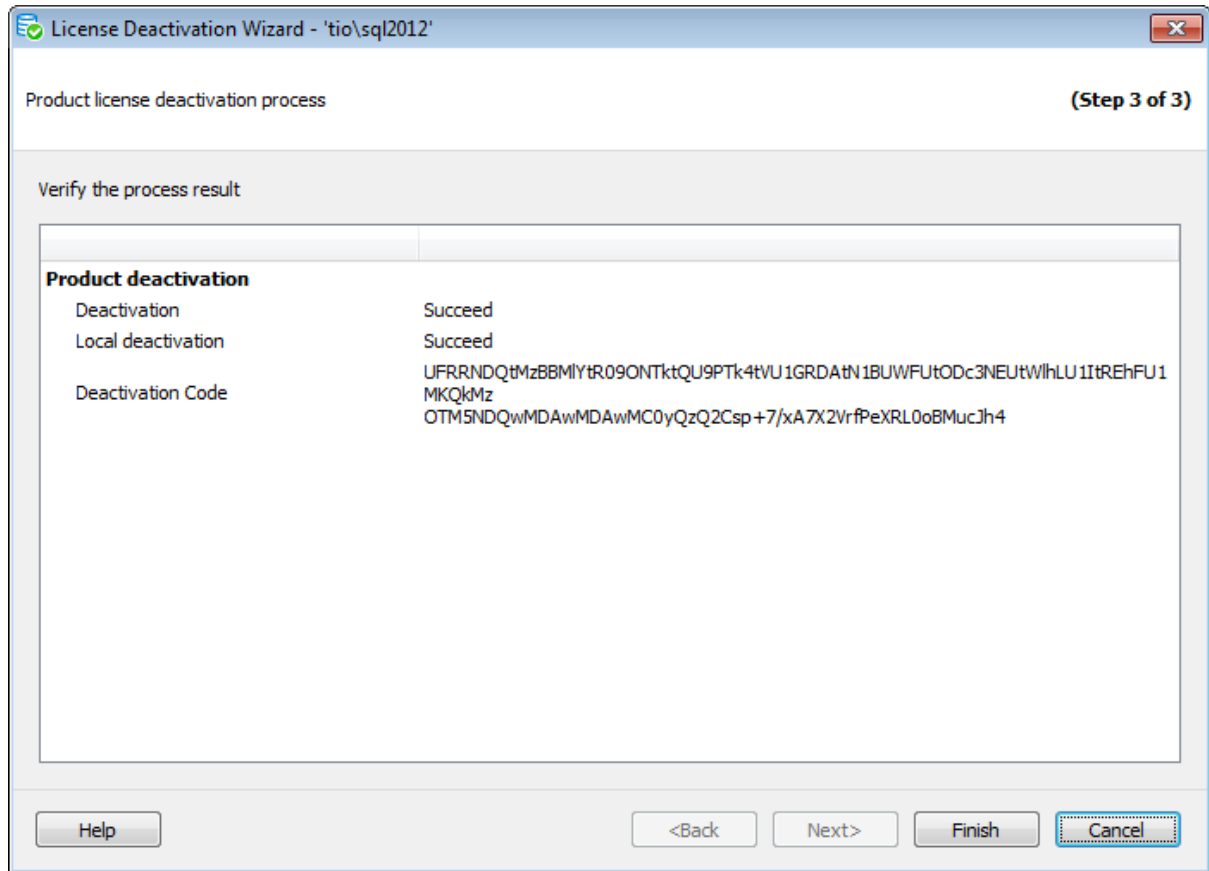 License Deactivation Wizard - 'tio\sql2012'
Product license deactivation process
(Step 3 of 3)
Verify the process result
Product deactivation
Deactivation Succeed
Local deactivation Succeed
Deactivation Code
UFRRNDQtMzBBMlYtR09ONTktQU9PTk4tVU1GRDAtN1BUWFUtODc3NEUtWlhLU1ItREhFU1
MKQkMz
OTM5NDQwMDAwMDAwMC0yQzQ2Csp+7/xA7X2VrfPeXRL0oBMucJh4
Help
<Back
Next>
Finish
Cancel